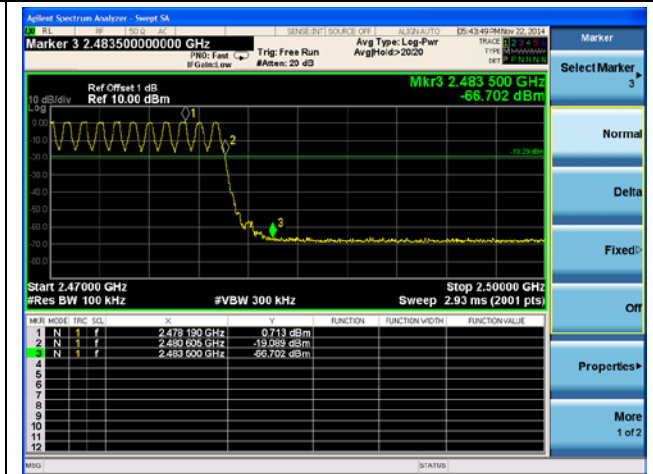 Agilent Spectrum Analyzer - Swept SA
RL RF 50 Ω AC SENSE:INT SOURCE OFF ALIGN AUTO 05:43:49 PM Nov 22, 2014
Marker 3 2.483500000000 GHz
PNO: Fast
IFGain:Low
Trig: Free Run
#Atten: 20 dB
Avg Type: Log-Pwr
Avg|Hold:>20/20
TRACE 1 2 3 4 5 6
TYPE
DET P P N N N N
Mkr3 2.483 500 GHz
-66.702 dBm
Ref Offset 1 dB
10 dB/div Ref 10.00 dBm
Log
0.00
-10.0
-20.0
-30.0
-40.0
-50.0
-60.0
-70.0
-80.0
1
2
3
-19.29 dBm
Start 2.47000 GHz Stop 2.50000 GHz
#Res BW 100 kHz #VBW 300 kHz Sweep 2.93 ms (2001 pts)
MKR MODE TRC SCL X Y FUNCTION FUNCTION WIDTH FUNCTION VALUE
1 N 1 f 2.478 190 GHz 0.713 dBm
2 N 1 f 2.480 605 GHz -19.089 dBm
3 N 1 f 2.483 500 GHz -66.702 dBm
4
5
6
7
8
9
10
11
12
MSG STATUS
Marker
Select Marker
3
Normal
Delta
Fixed
Off
Properties
More
1 of 2